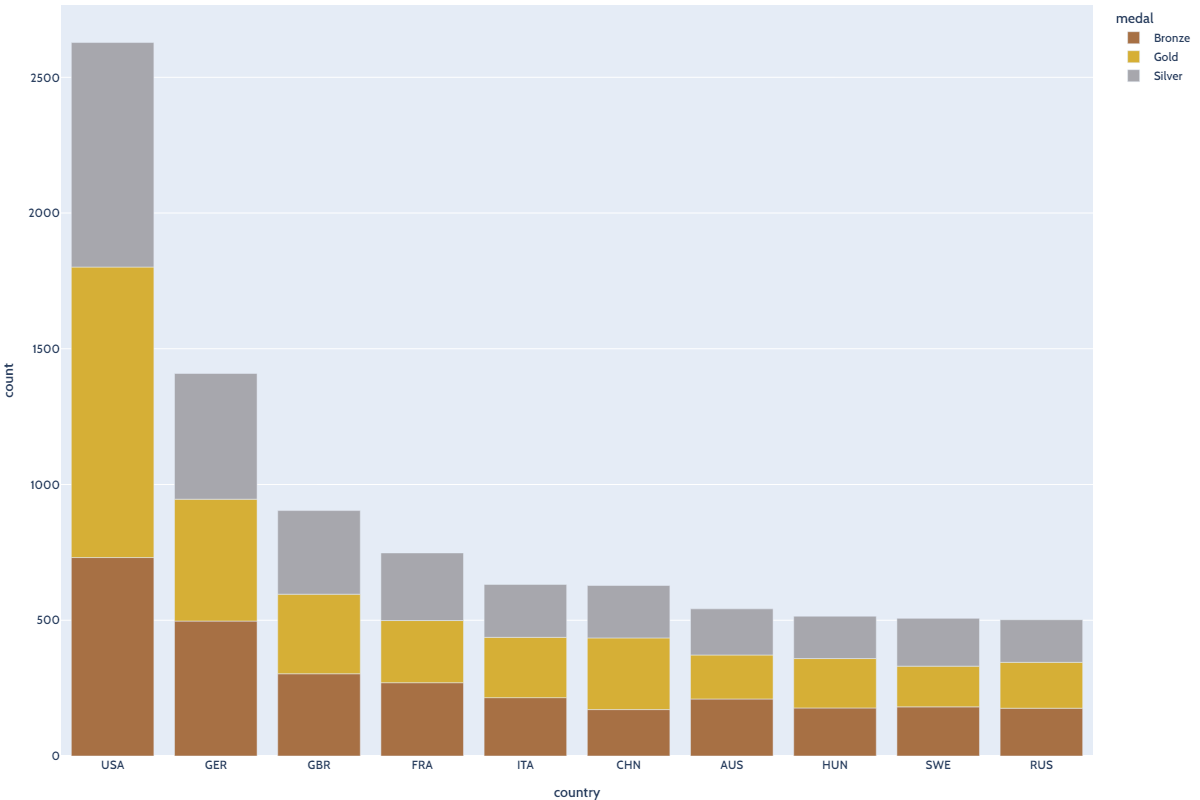 medal
Bronze
Gold
Silver
2500
2000
1500
1000
500
0
count
USA GER GBR FRA ITA CHN AUS HUN SWE RUS
country